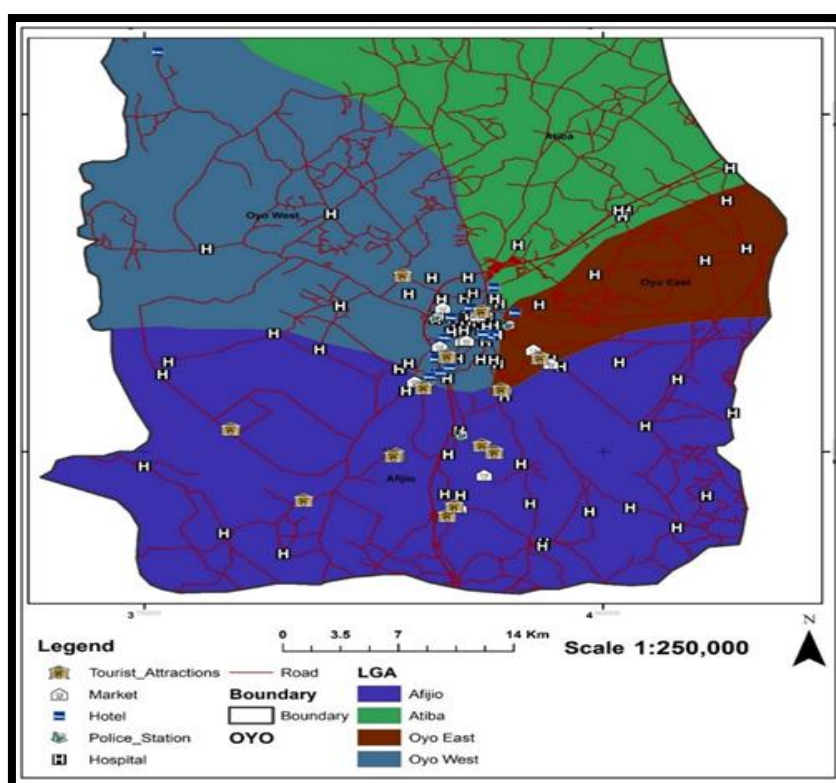 Atiba
Oyo West
Oyo East
Afijio
3
4
N
Legend
0 3.5 7 14 Km
Scale 1:250,000
Tourist_Attractions
Market
Hotel
Police_Station
H Hospital
Road
Boundary
Boundary
OYO
LGA
Afijio
Atiba
Oyo East
Oyo West